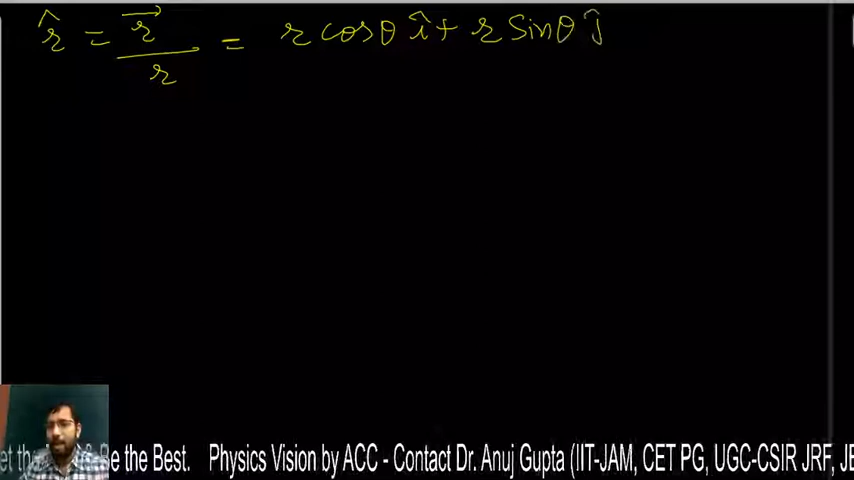 r̂ = r⃗ / r = r cosθ î + r sinθ ĵ
Be the Best. Physics Vision by ACC - Contact Dr. Anuj Gupta (IIT-JAM, CET PG, UGC-CSIR JRF,